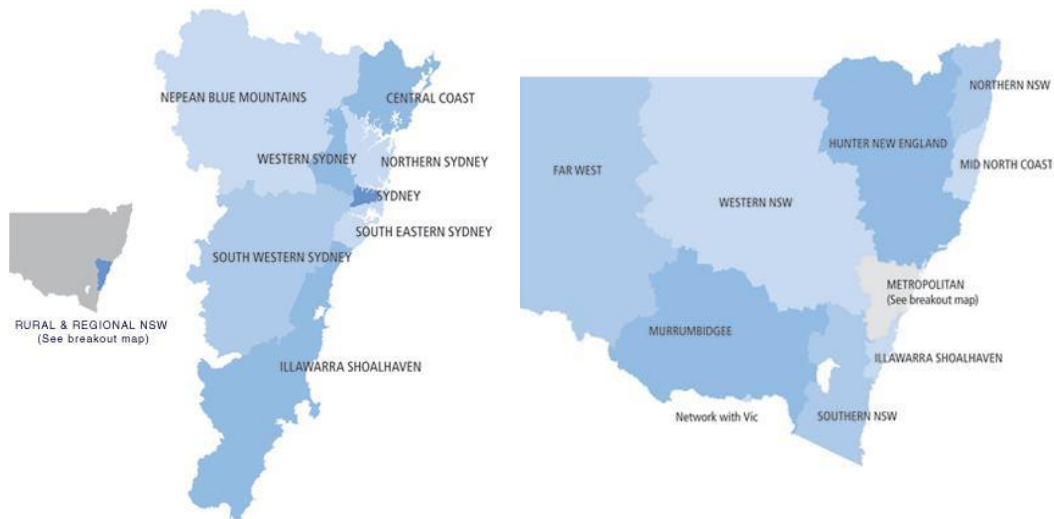 NEPEAN BLUE MOUNTAINS
CENTRAL COAST
WESTERN SYDNEY
NORTHERN SYDNEY
SYDNEY
SOUTH EASTERN SYDNEY
SOUTH WESTERN SYDNEY
ILLAWARRA SHOALHAVEN
RURAL & REGIONAL NSW
(See breakout map)
NORTHERN NSW
HUNTER NEW ENGLAND
MID NORTH COAST
FAR WEST
WESTERN NSW
METROPOLITAN
(See breakout map)
MURRUMBIDGEE
ILLAWARRA SHOALHAVEN
Network with Vic
SOUTHERN NSW